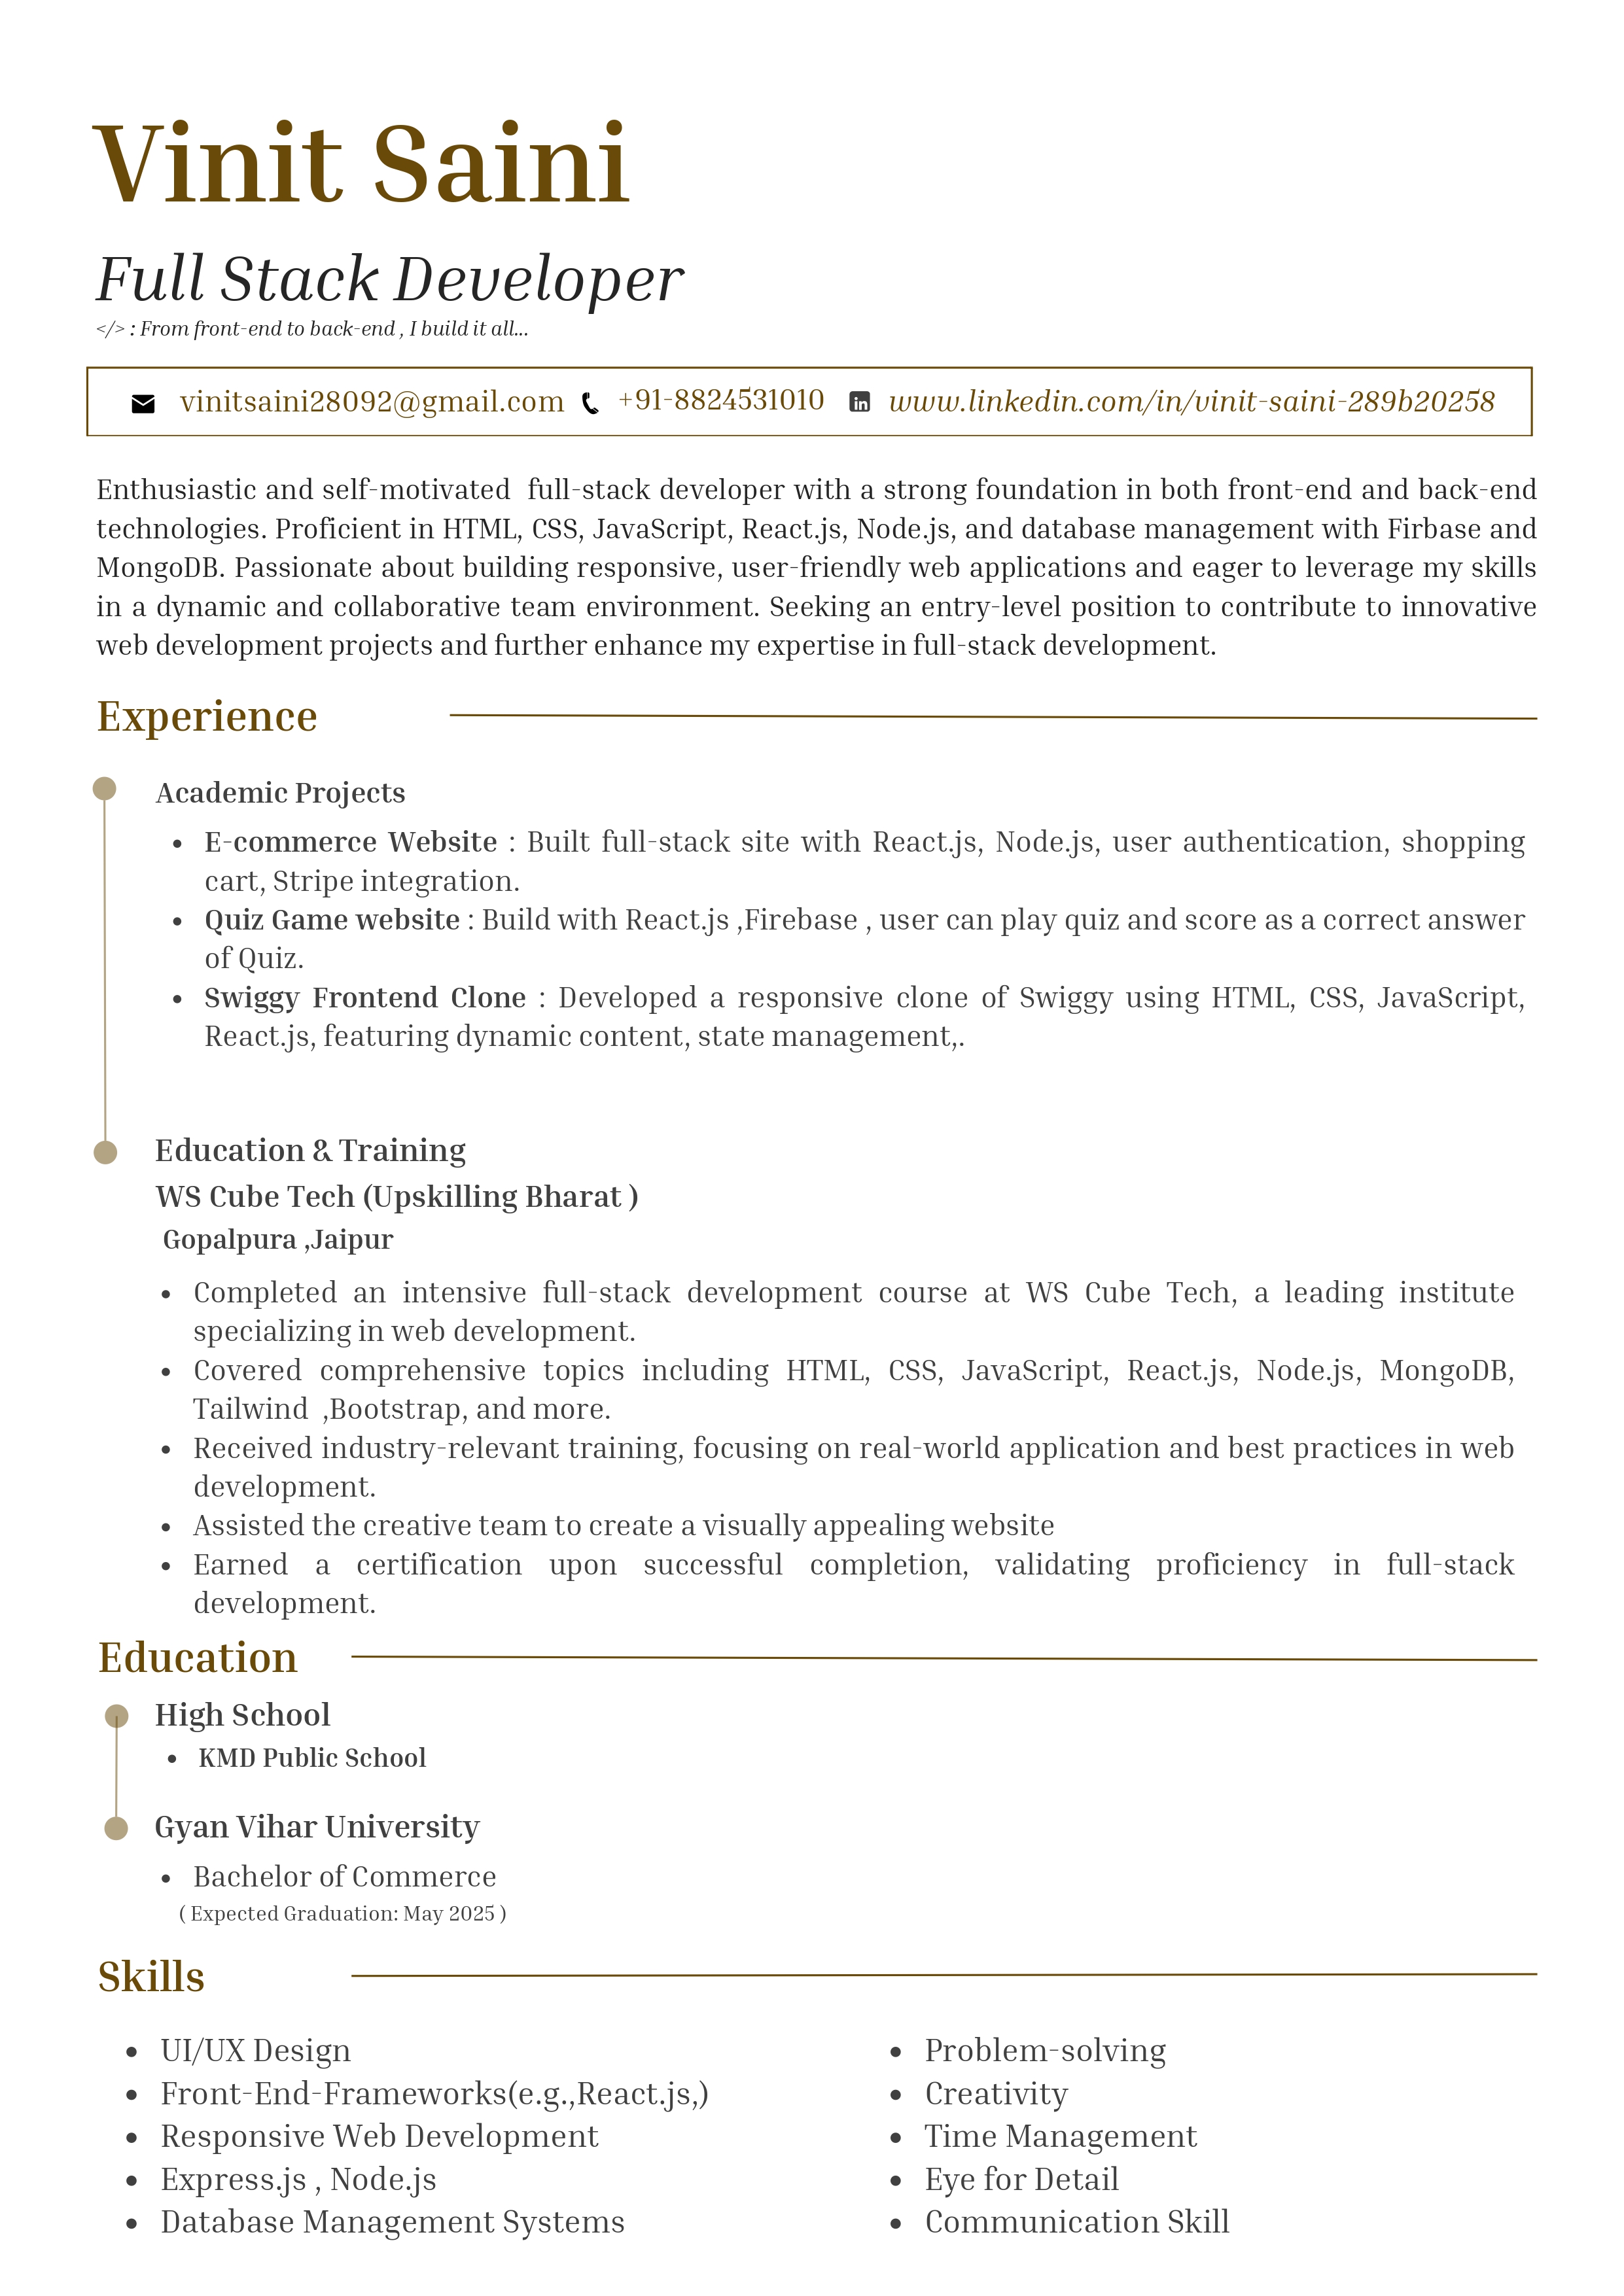 Vinit Saini
Full Stack Developer
</> : From front-end to back-end , I build it all...
vinitsaini28092@gmail.com +91-8824531010 www.linkedin.com/in/vinit-saini-289b20258
Enthusiastic and self-motivated full-stack developer with a strong foundation in both front-end and back-end
technologies. Proficient in HTML, CSS, JavaScript, React.js, Node.js, and database management with Firbase and
MongoDB. Passionate about building responsive, user-friendly web applications and eager to leverage my skills
in a dynamic and collaborative team environment. Seeking an entry-level position to contribute to innovative
web development projects and further enhance my expertise in full-stack development.
Experience
Academic Projects
• E-commerce Website : Built full-stack site with React.js, Node.js, user authentication, shopping
cart, Stripe integration.
• Quiz Game website : Build with React.js ,Firebase , user can play quiz and score as a correct answer
of Quiz.
• Swiggy Frontend Clone : Developed a responsive clone of Swiggy using HTML, CSS, JavaScript,
React.js, featuring dynamic content, state management,.
Education & Training
WS Cube Tech (Upskilling Bharat )
Gopalpura ,Jaipur
• Completed an intensive full-stack development course at WS Cube Tech, a leading institute
specializing in web development.
• Covered comprehensive topics including HTML, CSS, JavaScript, React.js, Node.js, MongoDB,
Tailwind ,Bootstrap, and more.
• Received industry-relevant training, focusing on real-world application and best practices in web
development.
• Assisted the creative team to create a visually appealing website
• Earned a certification upon successful completion, validating proficiency in full-stack
development.
Education
High School
• KMD Public School
Gyan Vihar University
• Bachelor of Commerce
( Expected Graduation: May 2025 )
Skills
• UI/UX Design
• Front-End-Frameworks(e.g.,React.js,)
• Responsive Web Development
• Express.js , Node.js
• Database Management Systems
• Problem-solving
• Creativity
• Time Management
• Eye for Detail
• Communication Skill